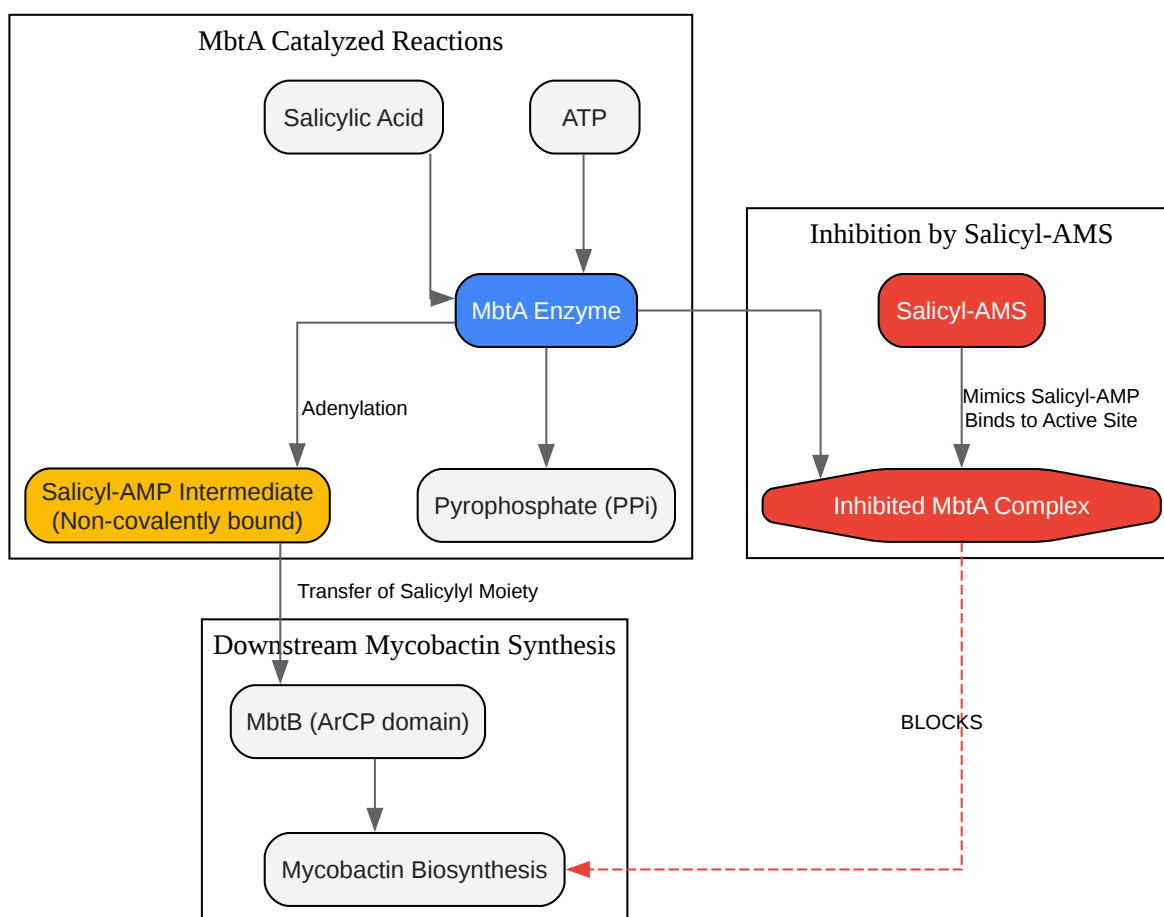 MbtA Catalyzed Reactions
Salicylic Acid
ATP
MbtA Enzyme
Adenylation
Salicyl-AMP Intermediate
(Non-covalently bound)
Pyrophosphate (PPi)
Inhibition by Salicyl-AMS
Salicyl-AMS
Mimics Salicyl-AMP
Binds to Active Site
Inhibited MbtA Complex
Transfer of Salicylyl Moiety
Downstream Mycobactin Synthesis
MbtB (ArCP domain)
BLOCKS
Mycobactin Biosynthesis